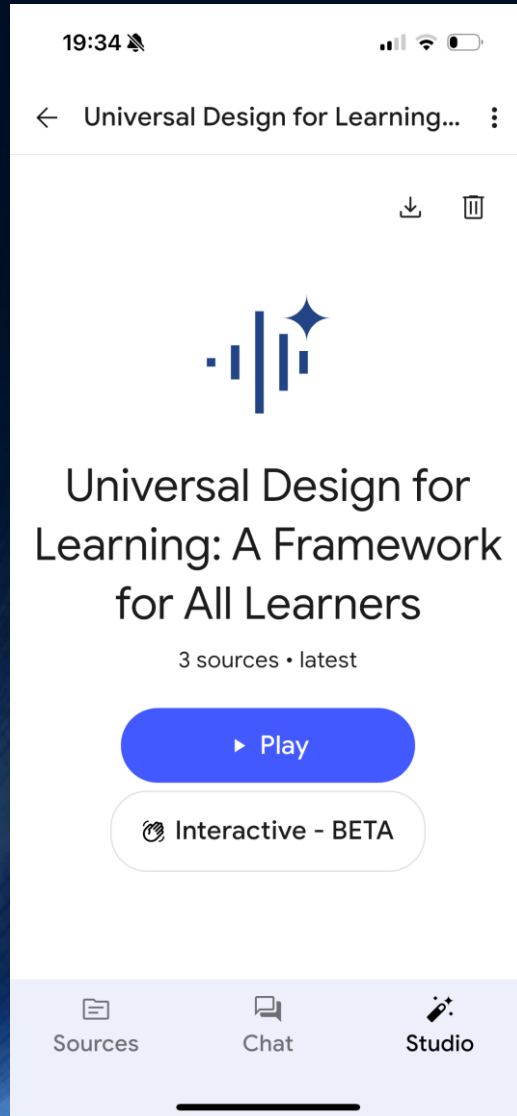 19:34
Universal Design for Learning...
Universal Design for
Learning: A Framework
for All Learners
3 sources • latest
Play
Interactive - BETA
Sources
Chat
Studio